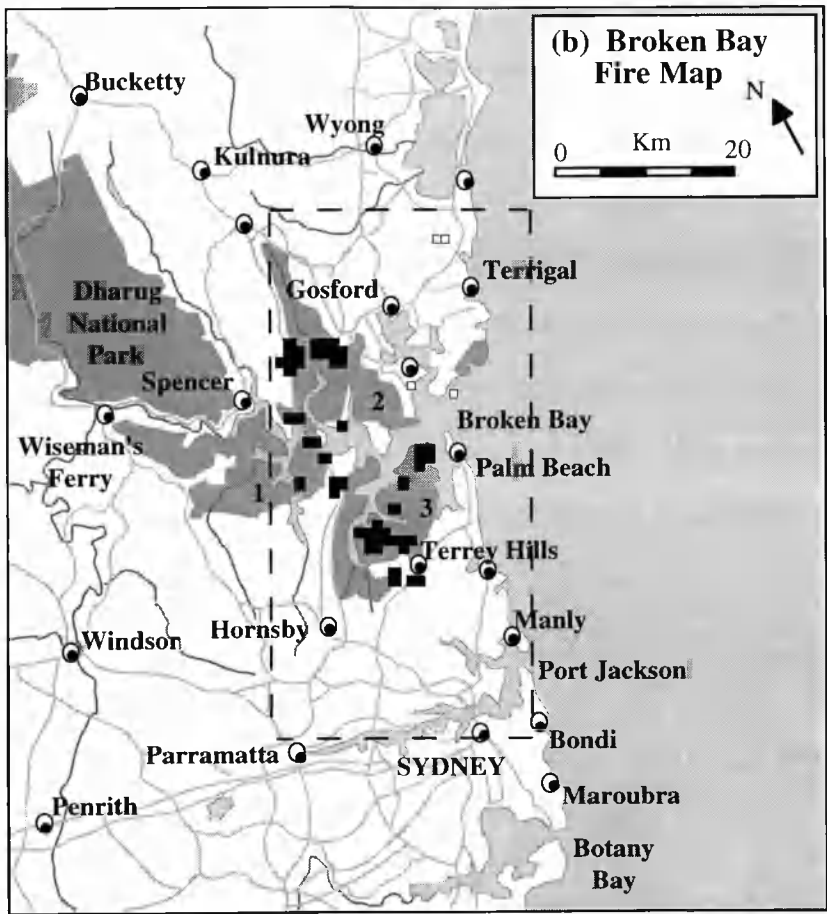 (b) Broken Bay
Fire Map
N
Km
0 20
Bucketty
Wyong
Kulnura
Terrigal
Gosford
Dharug
National
Park
Spencer
2
Broken Bay
Wiseman's
Ferry
Palm Beach
1
3
Terrey Hills
Hornsby
Manly
Windsor
Port Jackson
Bondi
Parramatta
SYDNEY
Maroubra
Penrith
Botany
Bay